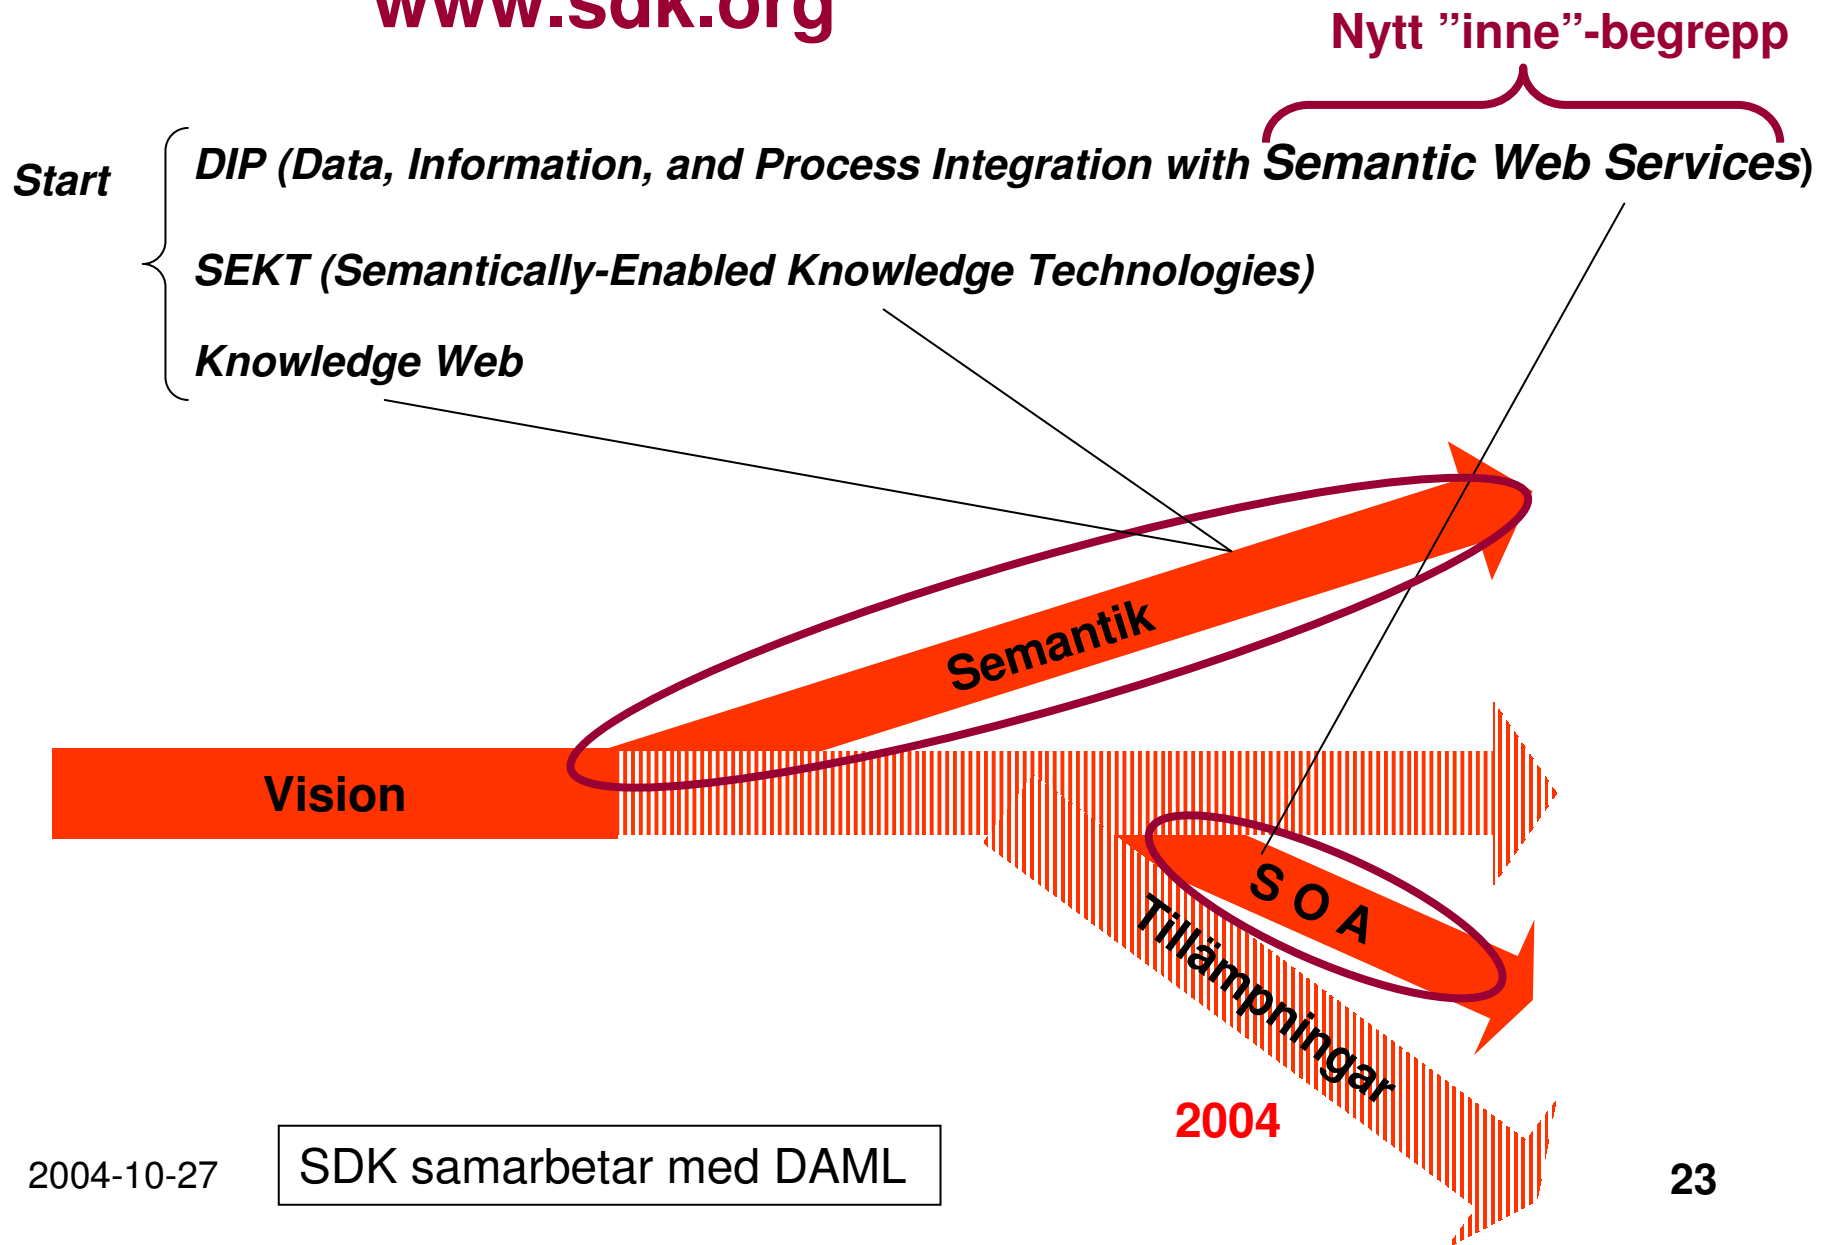 www.sdk.org
Nytt ”inne”-begrepp
Start
DIP (Data, Information, and Process Integration with Semantic Web Services)
SEKT (Semantically-Enabled Knowledge Technologies)
Knowledge Web
Semantik
Vision
S O A
Tillämpningar
2004
2004-10-27
SDK samarbetar med DAML
23